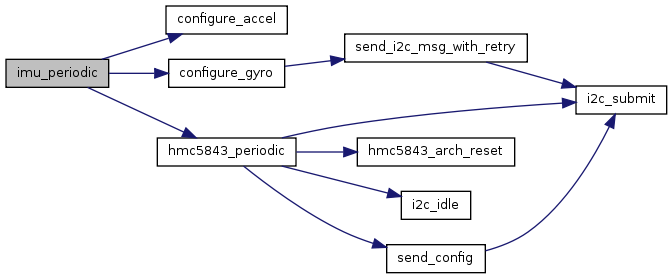 configure_accel
send_i2c_msg_with_retry
imu_periodic
configure_gyro
i2c_submit
hmc5843_periodic
hmc5843_arch_reset
i2c_idle
send_config